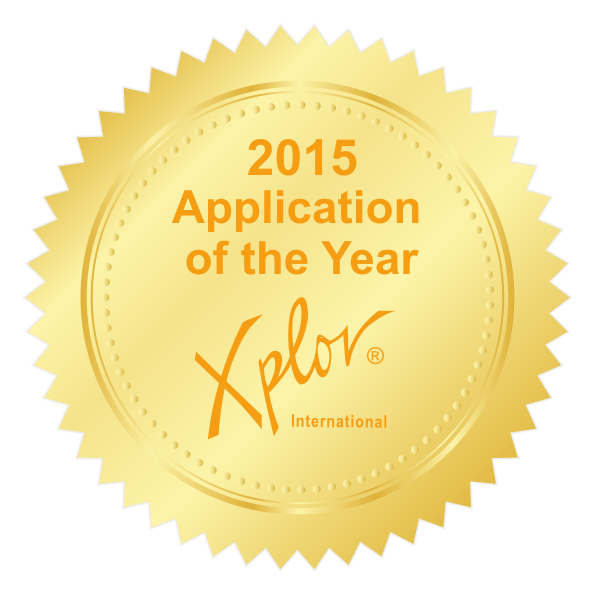 2015
Application
of the Year
Xplor®
International